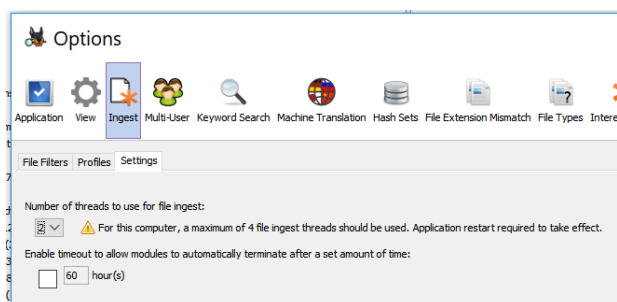 Options
Application View Ingest Multi-User Keyword Search Machine Translation Hash Sets File Extension Mismatch File Types
File Filters Profiles Settings
Number of threads to use for file ingest:
2 For this computer, a maximum of 4 file ingest threads should be used. Application restart required to take effect.
Enable timeout to allow modules to automatically terminate after a set amount of time:
60 hour(s)